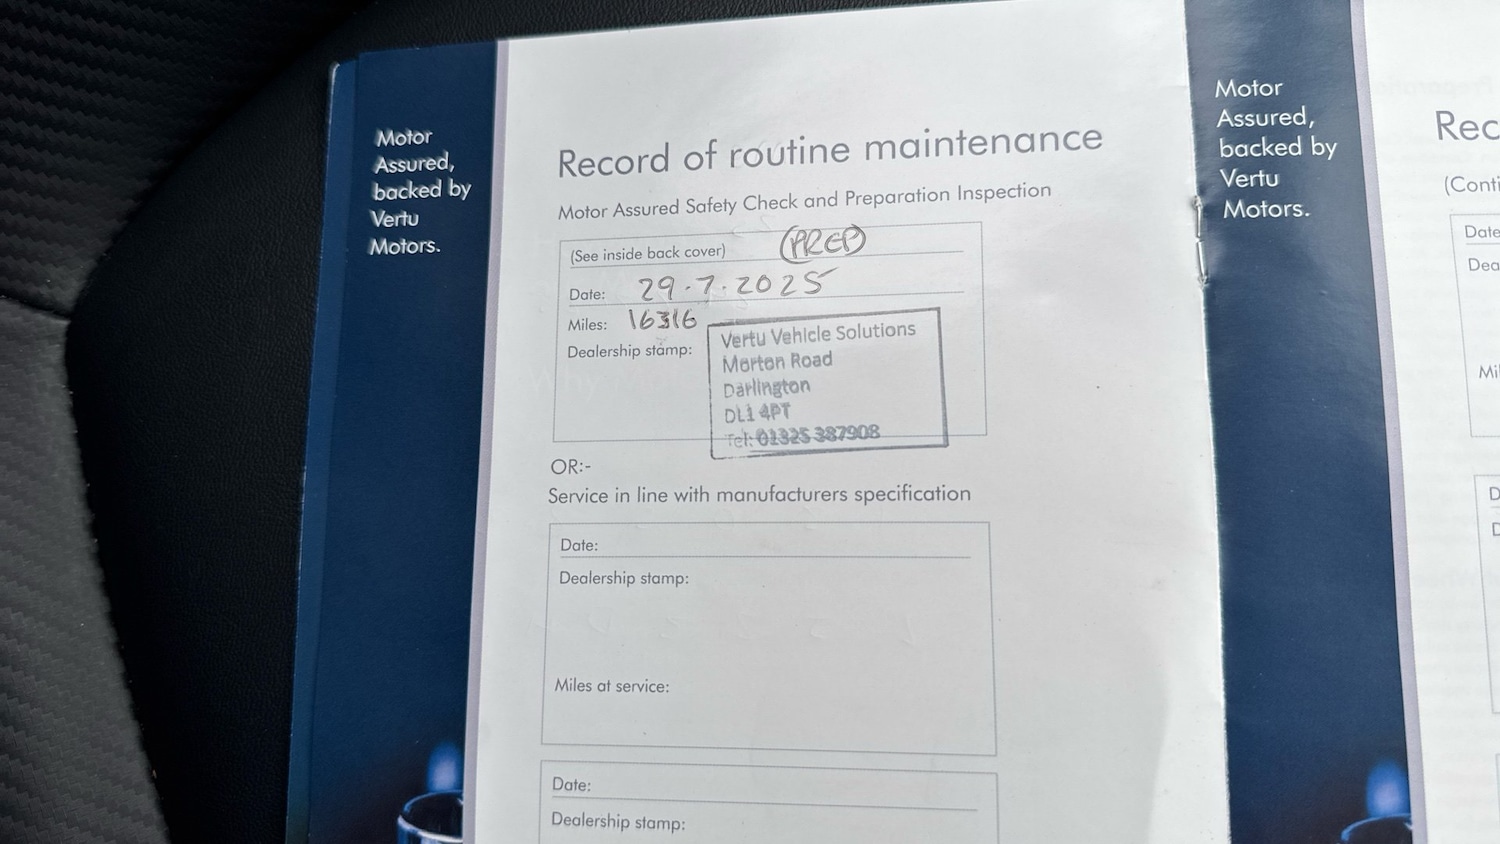 Motor
Assured,
backed by
Vertu
Motors.
Record of routine maintenance
Motor Assured Safety Check and Preparation Inspection
(See inside back cover) PREP
Date: 29.7.2025
Miles: 16316
Dealership stamp:
Vertu Vehicle Solutions
Morton Road
Darlington
DL1 4PT
Tel: 01325 387908
OR:-
Service in line with manufacturers specification
Date:
Dealership stamp:
Miles at service:
Date:
Dealership stamp:
Motor
Assured,
backed by
Vertu
Motors.
Rec
(Conti
Date
Dea
Mi
D
D